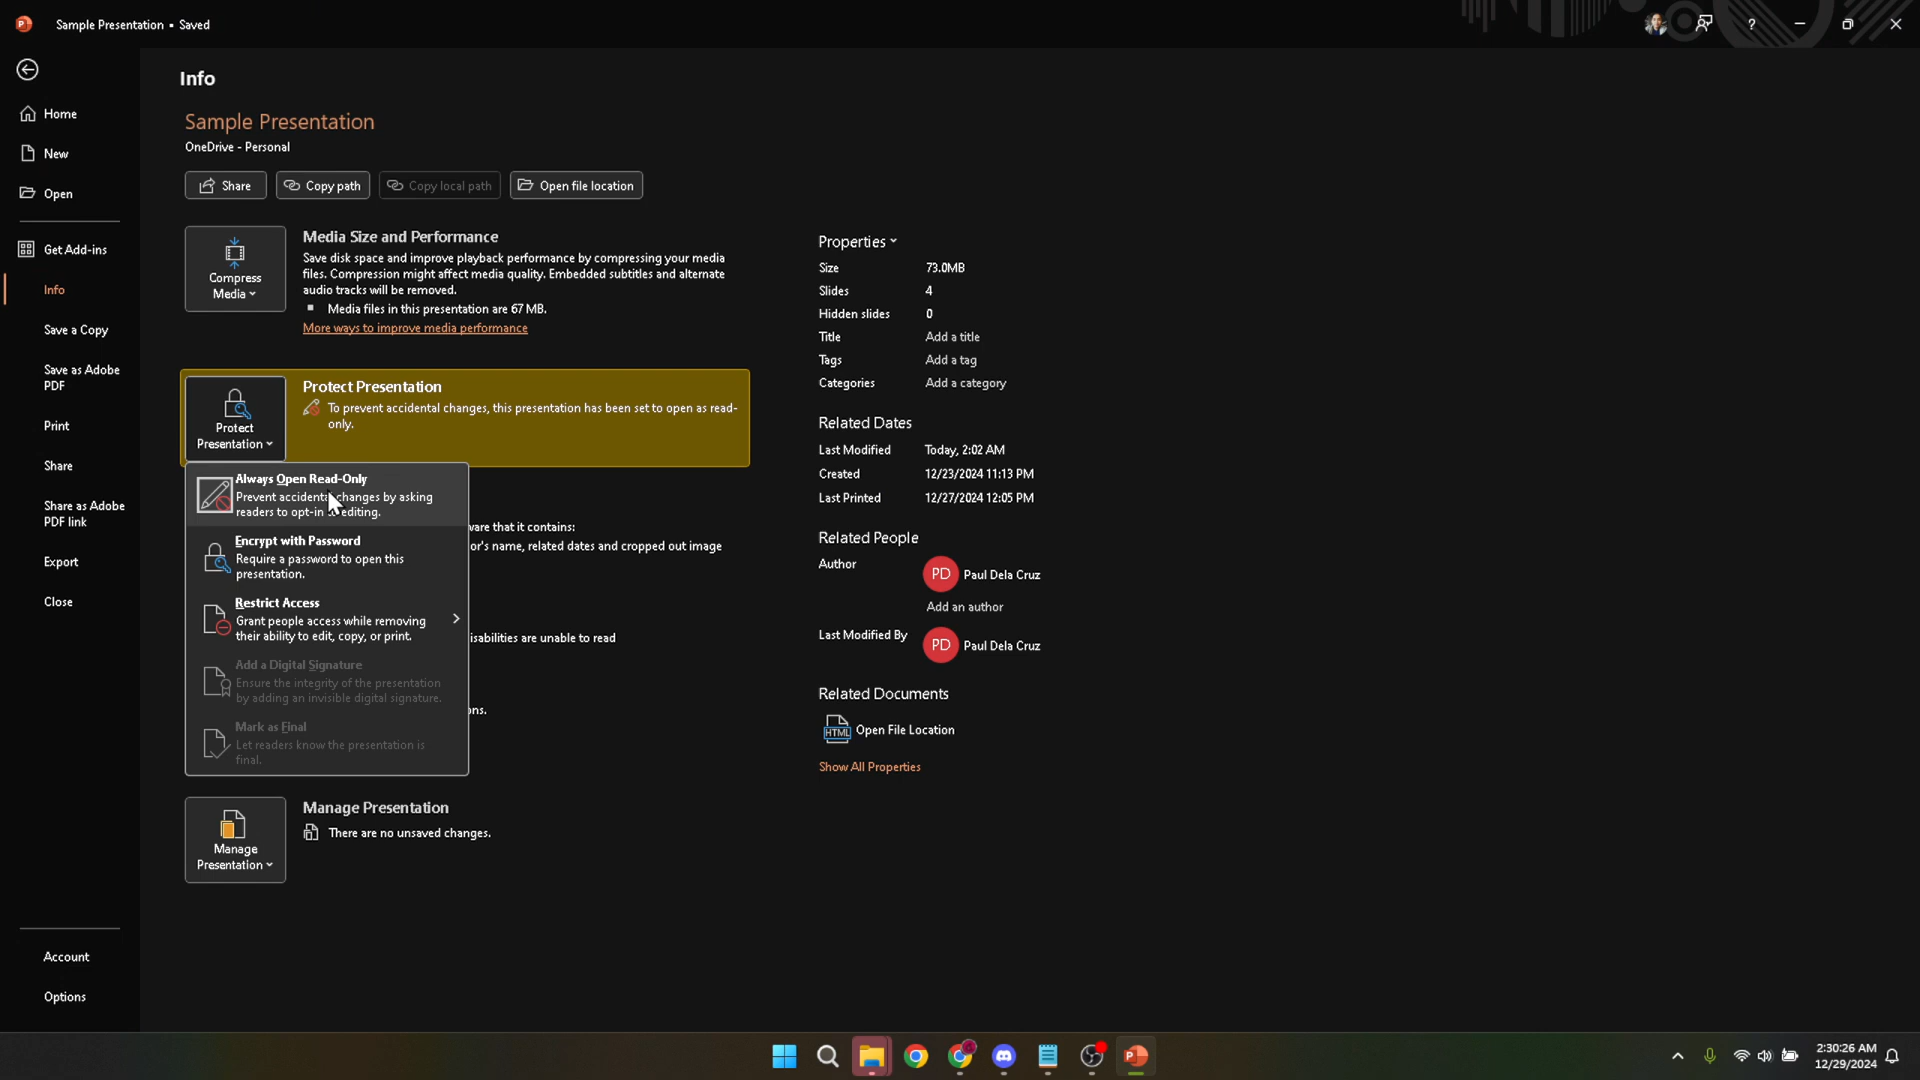 Sample Presentation • Saved
?
Info
Home
New
Open
Get Add-ins
Info
Save a Copy
Save as Adobe
PDF
Print
Share
Share as Adobe
PDF link
Export
Close
Account
Options
Sample Presentation
OneDrive - Personal
Share
Copy path
Copy local path
Open file location
Compress
Media
Media Size and Performance
Save disk space and improve playback performance by compressing your media
files. Compression might affect media quality. Embedded subtitles and alternate
audio tracks will be removed.
Media files in this presentation are 67 MB.
More ways to improve media performance
Protect
Presentation
Protect Presentation
To prevent accidental changes, this presentation has been set to open as read-
only.
Always Open Read-Only
Prevent changes by asking
readers to opt-in editing.
Encrypt with Password
Require a password to open this
presentation.
Restrict Access
Grant people access while removing
their ability to edit, copy, or print.
Add a Digital Signature
Ensure the integrity of the presentation
by adding an invisible digital signature.
Mark as Final
Let readers know the presentation is
final.
that it contains:
name, related dates and cropped out image
are unable to read
Manage
Presentation
Manage Presentation
There are no unsaved changes.
Properties
Size 73.0MB
Slides 4
Hidden slides 0
Title Add a title
Tags Add a tag
Categories Add a category
Related Dates
Last Modified Today, 2:02 AM
Created 12/23/2024 11:13 PM
Last Printed 12/27/2024 12:05 PM
Related People
Author
PD Paul Dela Cruz
Add an author
Last Modified By
PD Paul Dela Cruz
Related Documents
HTML Open File Location
Show All Properties
2:30:26 AM
12/29/2024